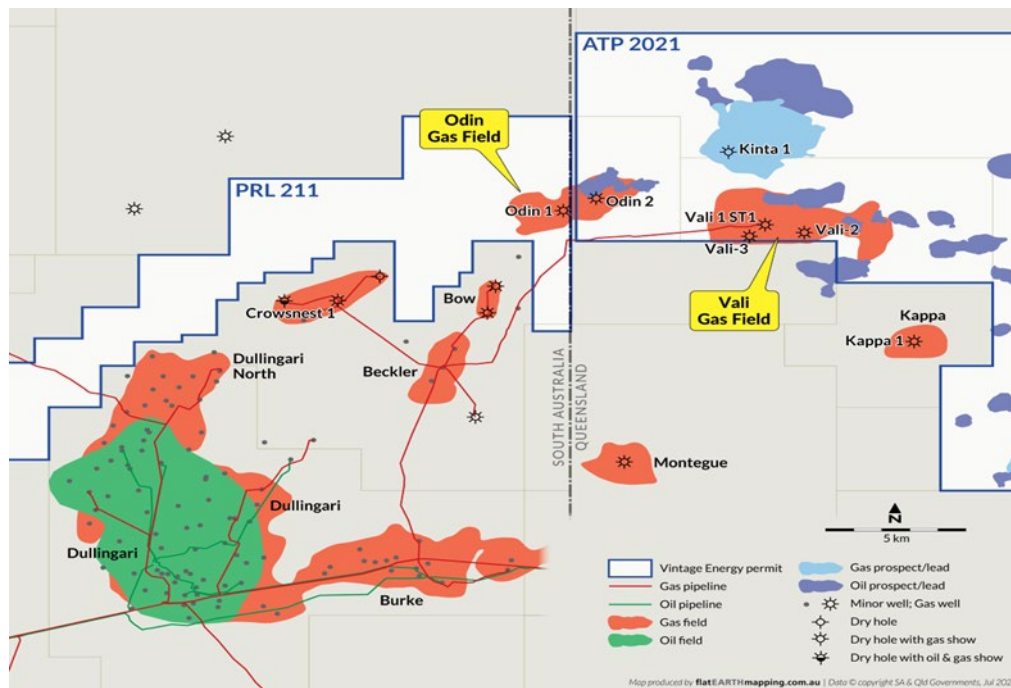 ATP 2021
Odin
Gas Field
Kinta 1
PRL 211
Odin 1
Odin 2
Vali 1 ST1
Vali-2
Vali-3
Bow
Crowsnest 1
Vali
Gas Field
Kappa
Kappa 1
Dullingari
North
Beckler
SOUTH AUSTRALIA
QUEENSLAND
Montegue
Dullingari
Dullingari
Burke
N
5 km
Vintage Energy permit
Gas pipeline
Oil pipeline
Gas field
Oil field
Gas prospect/lead
Oil prospect/lead
Minor well; Gas well
Dry hole
Dry hole with gas show
Dry hole with oil & gas show
Map produced by flatEARTHmapping.com.au | Data © copyright SA & Qld Governments, Jul 202